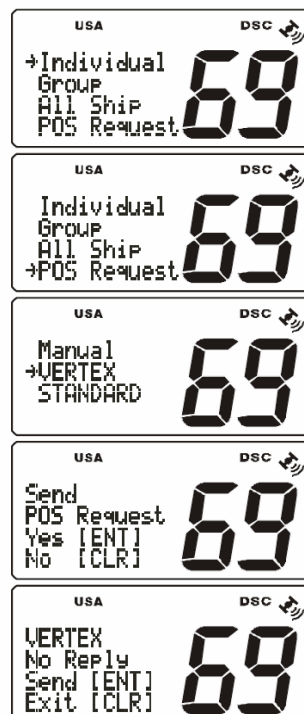 USA DSC
→Individual
Group
All Ship
POS Request
69
USA DSC
Individual
Group
All Ship
→POS Request
69
USA DSC
Manual
→VERTEX
STANDARD
69
USA DSC
Send
POS Request
Yes [ENT]
No [CLR]
69
USA DSC
VERTEX
No Reply
Send [ENT]
Exit [CLR]
69